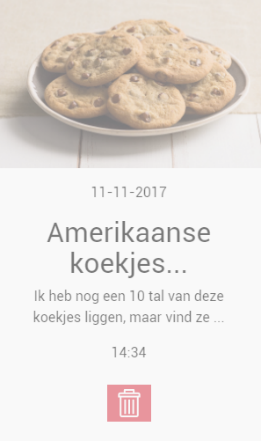 11-11-2017
Amerikaanse
koekjes...
Ik heb nog een 10 tal van deze
koekjes liggen, maar vind ze ...
14:34